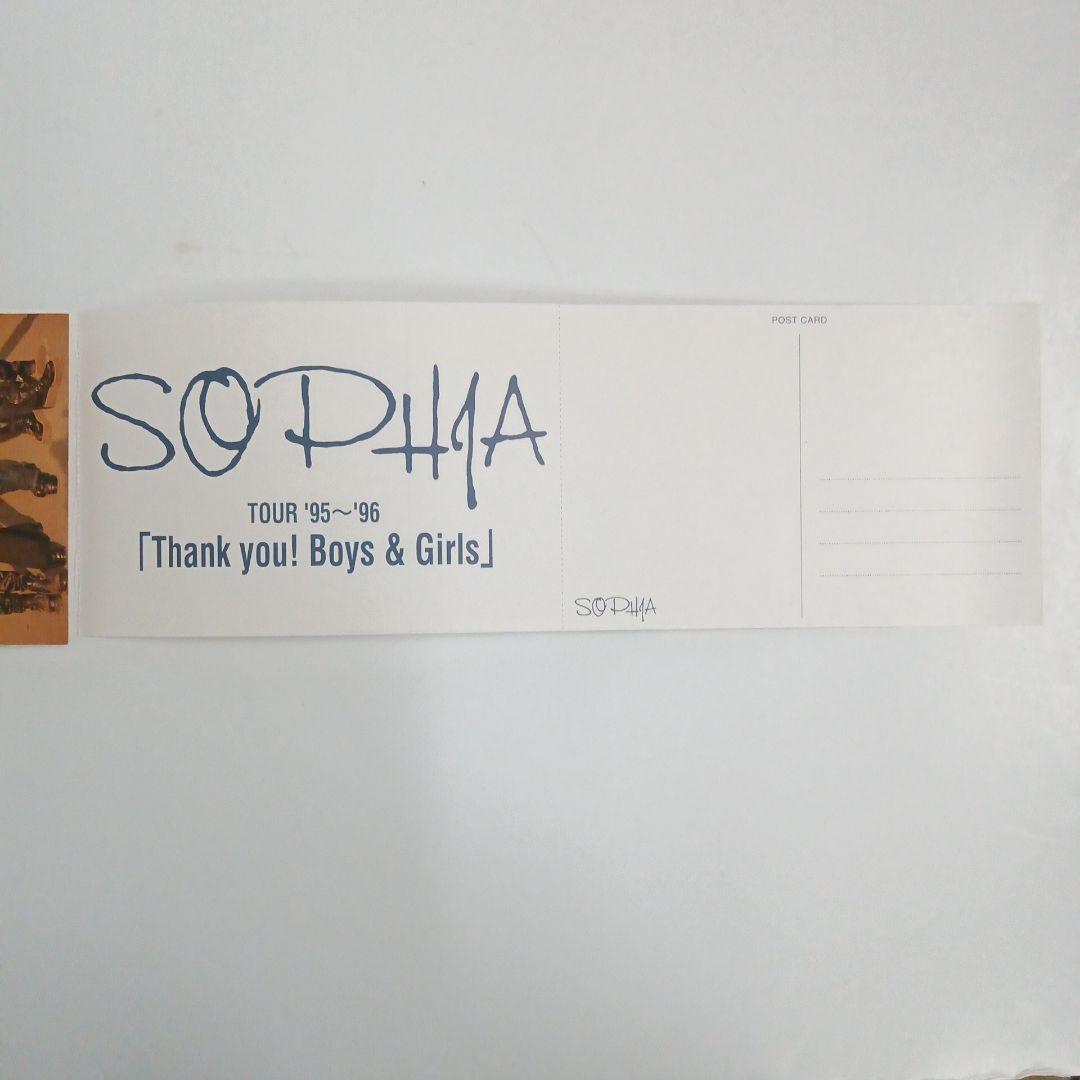 SOPHIA
TOUR '95〜'96
「Thank you! Boys & Girls」
POST CARD
SOPHIA